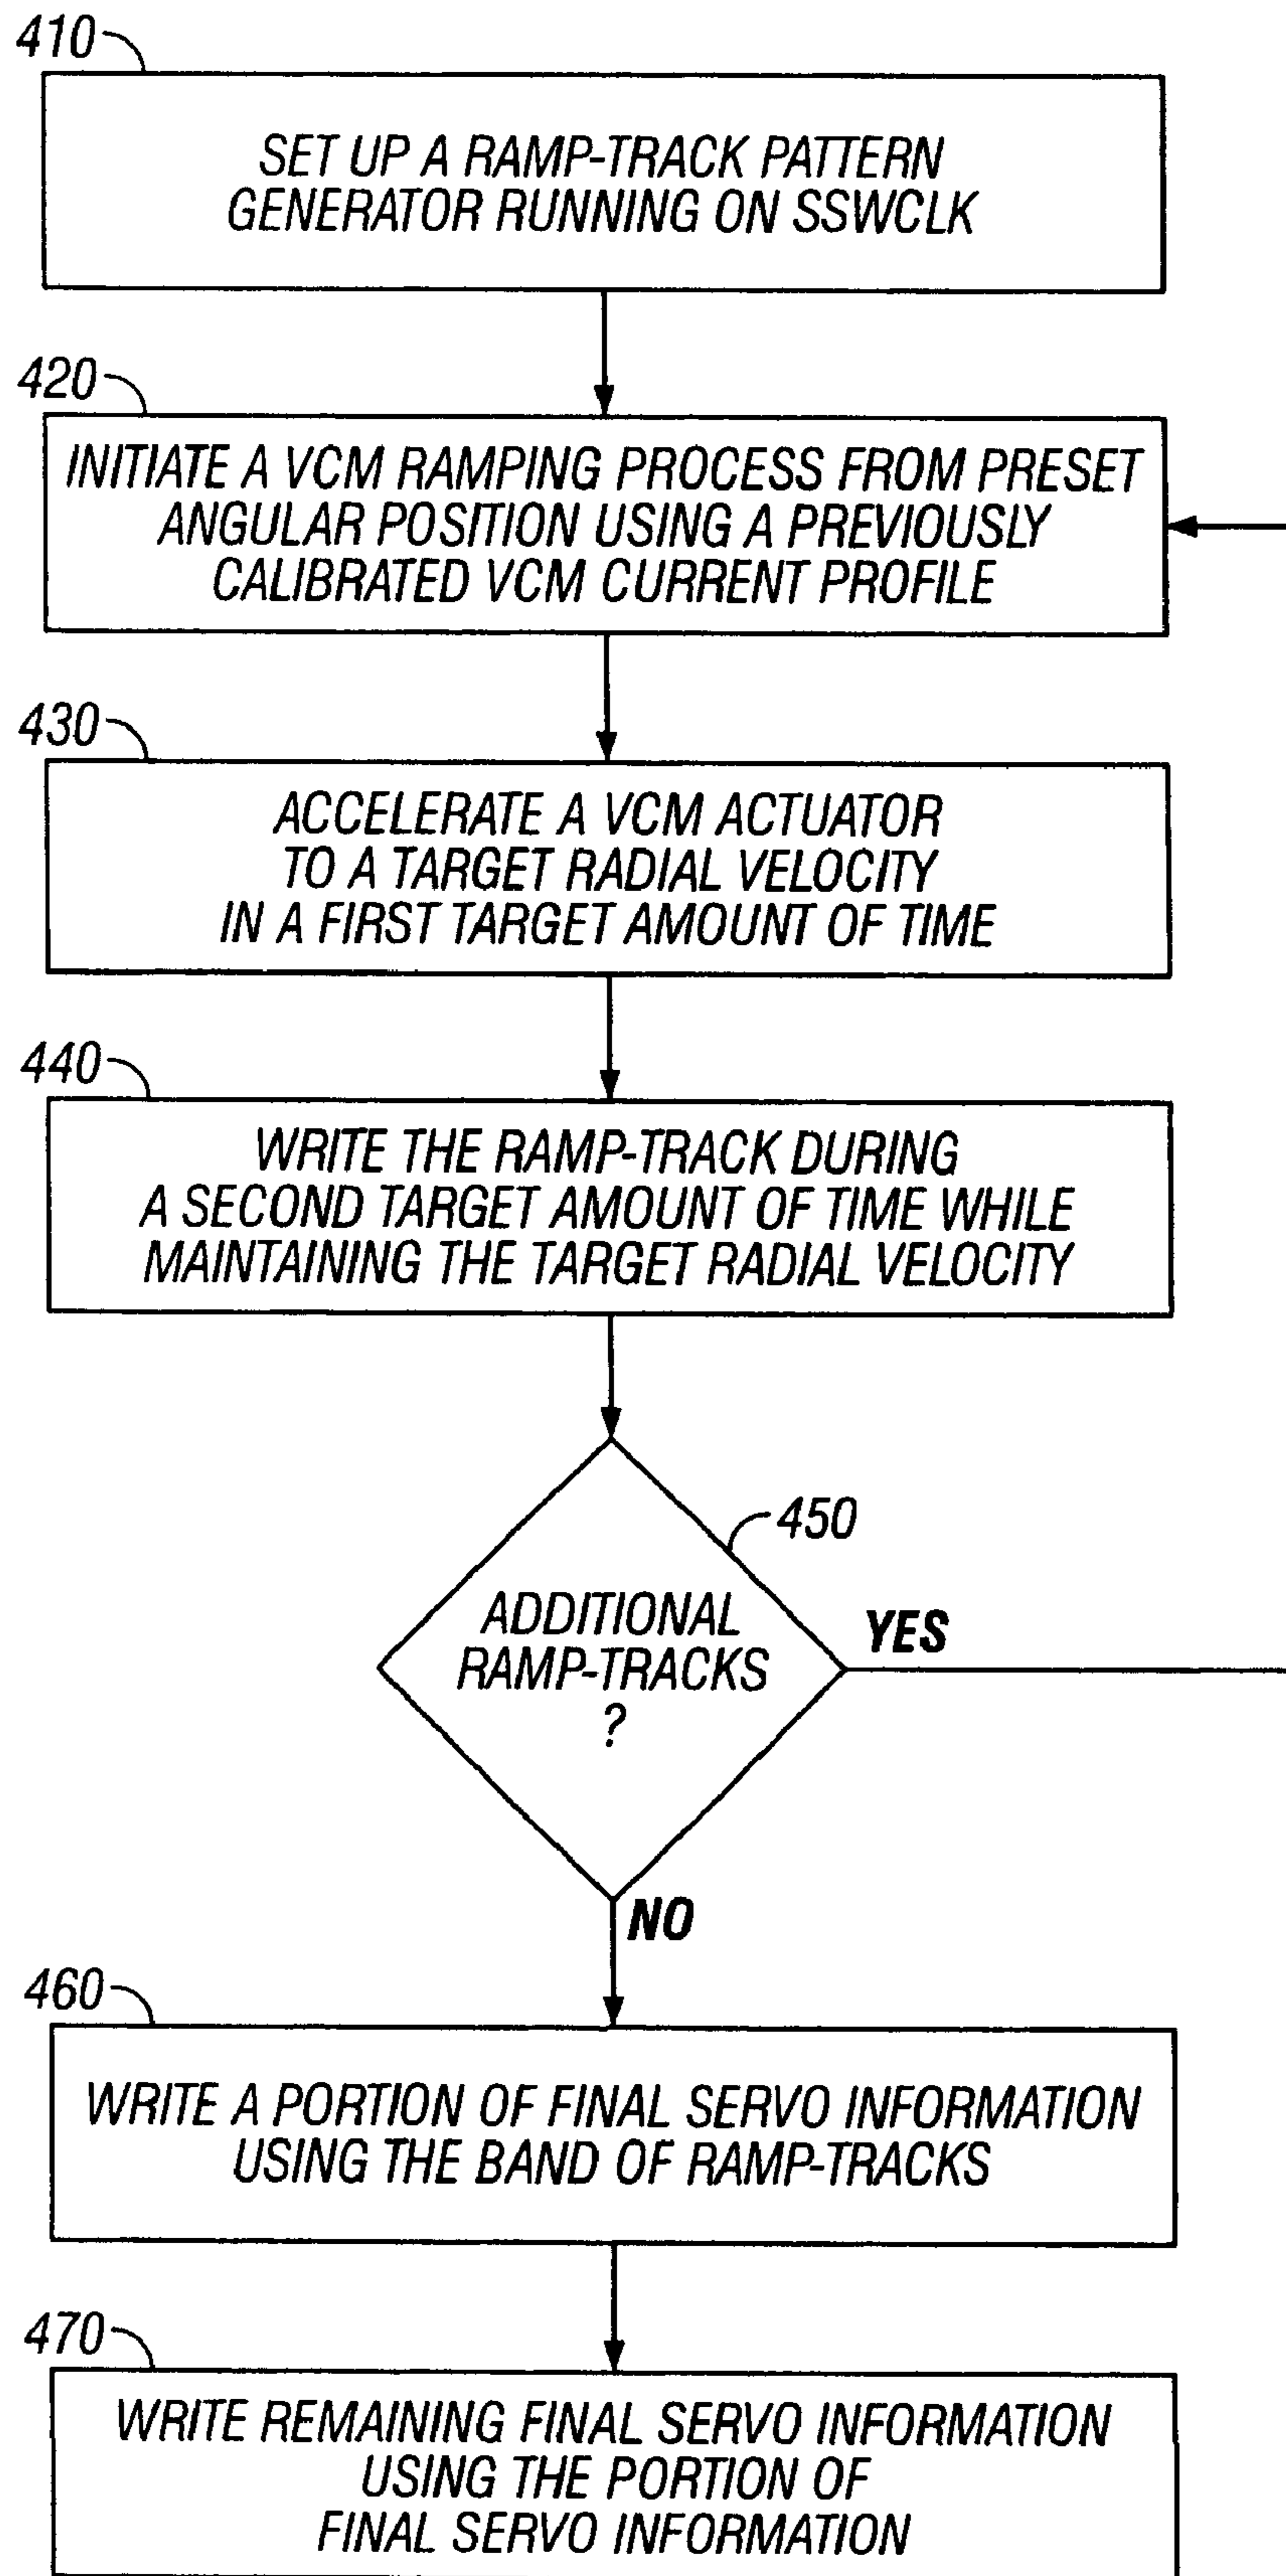 410
SET UP A RAMP-TRACK PATTERN
GENERATOR RUNNING ON SSWCLK
420
INITIATE A VCM RAMPING PROCESS FROM PRESET
ANGULAR POSITION USING A PREVIOUSLY
CALIBRATED VCM CURRENT PROFILE
430
ACCELERATE A VCM ACTUATOR
TO A TARGET RADIAL VELOCITY
IN A FIRST TARGET AMOUNT OF TIME
440
WRITE THE RAMP-TRACK DURING
A SECOND TARGET AMOUNT OF TIME WHILE
MAINTAINING THE TARGET RADIAL VELOCITY
450
ADDITIONAL
RAMP-TRACKS
?
YES
NO
460
WRITE A PORTION OF FINAL SERVO INFORMATION
USING THE BAND OF RAMP-TRACKS
470
WRITE REMAINING FINAL SERVO INFORMATION
USING THE PORTION OF
FINAL SERVO INFORMATION